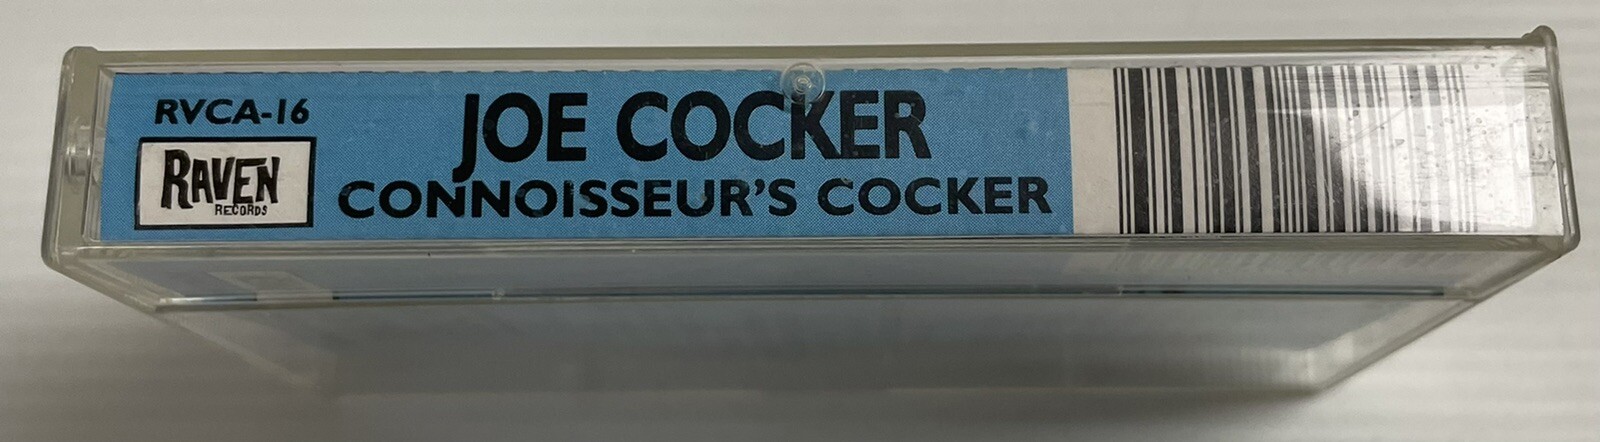 RVCA-16
RAVEN
RECORDS
JOE COCKER
CONNOISSEUR'S COCKER